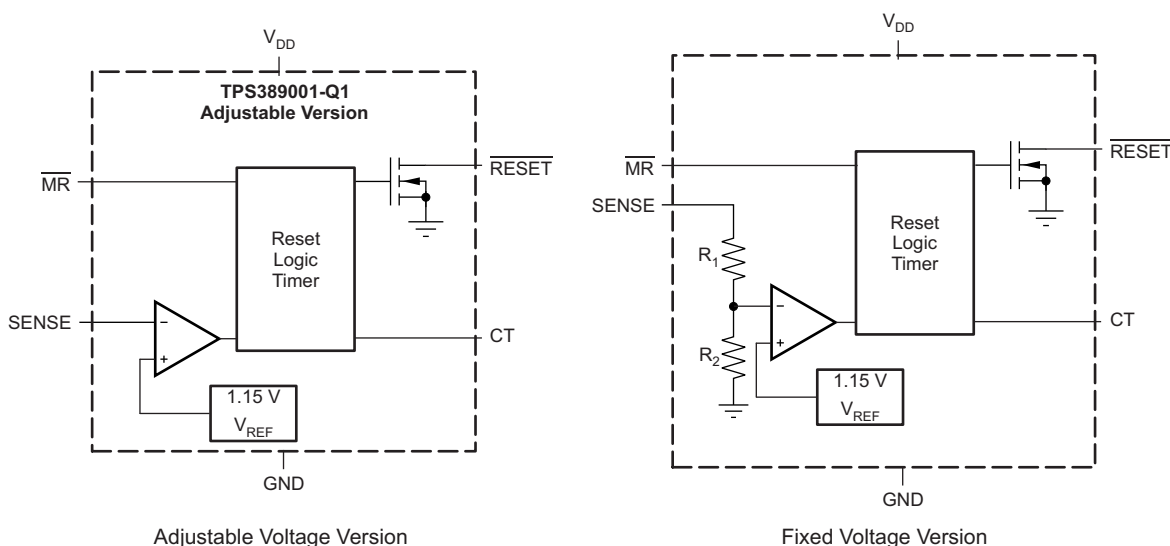 V_DD
TPS389001-Q1
Adjustable Version
RESET
MR
Reset
Logic
Timer
SENSE
−
+
CT
1.15 V
V_REF
GND
Adjustable Voltage Version
V_DD
RESET
MR
SENSE
Reset
Logic
Timer
R_1
−
+
CT
R_2
1.15 V
V_REF
GND
Fixed Voltage Version